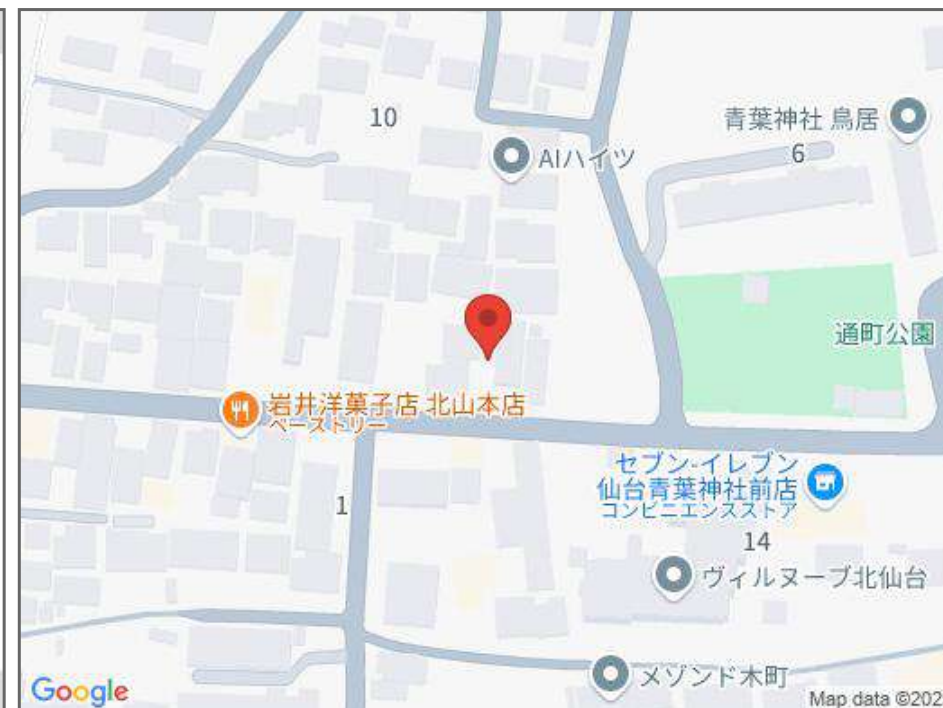 10
青葉神社 鳥居
6
AIハイツ
通町公園
岩井洋菓子店 北山本店
ペーストリー
セブン-イレブン
仙台青葉神社前店
コンビニエンスストア
1
14
ヴィルヌーブ北仙台
メゾンド木町
Google
Map data ©202